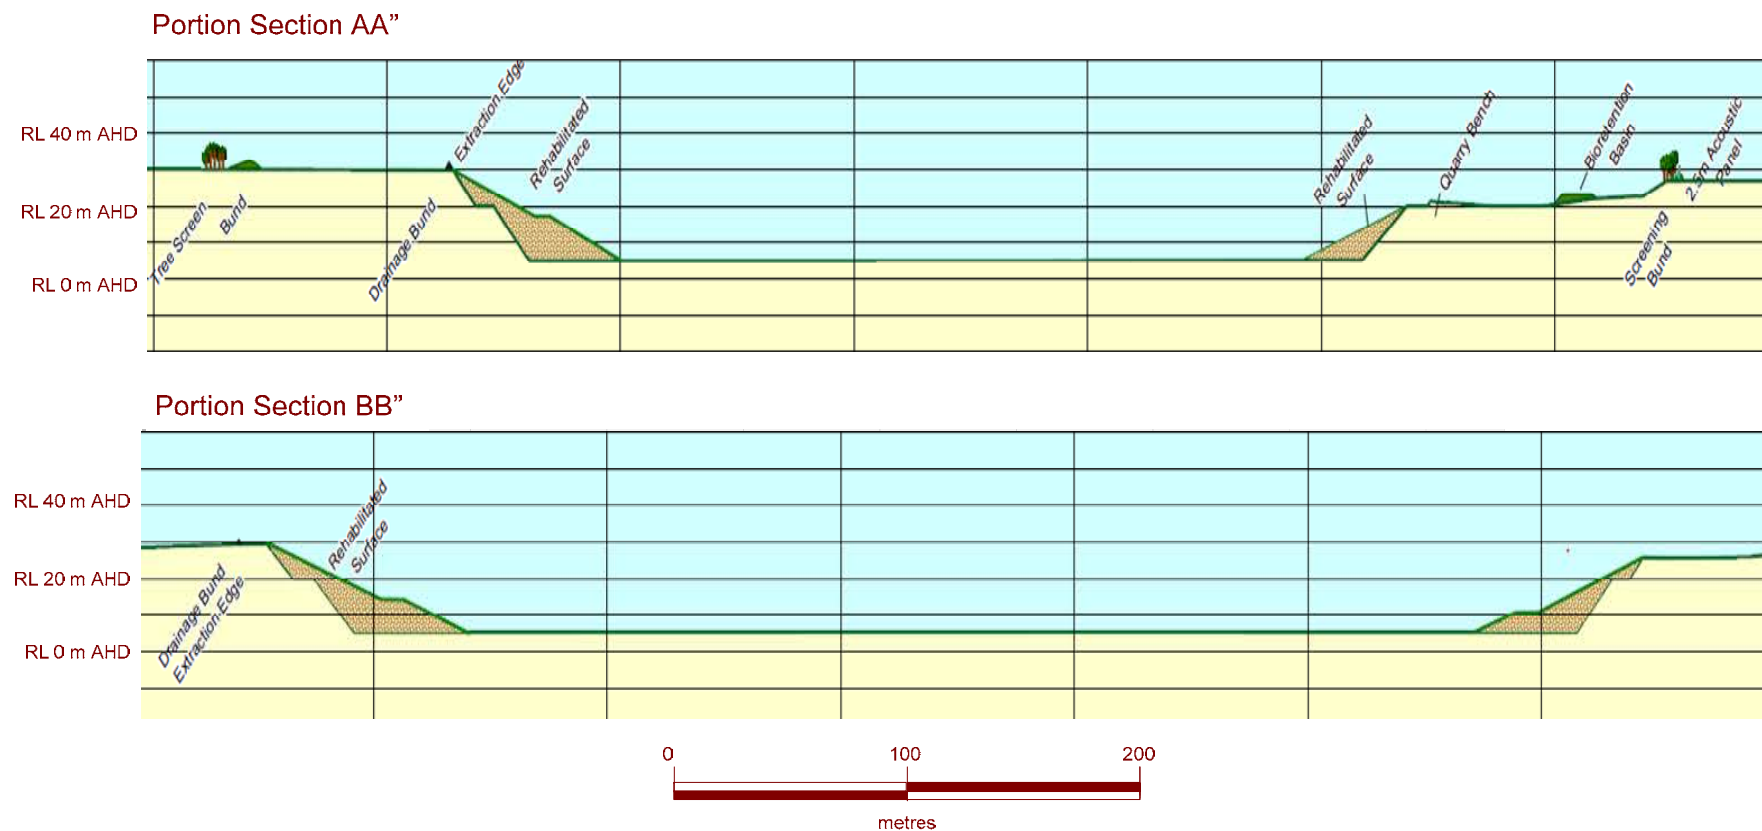 Portion Section AA”
RL 40 m AHD
RL 20 m AHD
RL 0 m AHD
Tree Screen
Bund
Drainage Bund
Extraction Edge
Rehabilitated
Surface
Rehabilitated
Surface
Quarry Bench
Bioretention
Basin
Screening
Bund
2.5m Acoustic
Panel
Portion Section BB”
RL 40 m AHD
RL 20 m AHD
RL 0 m AHD
Drainage Bund
Extraction Edge
Rehabilitated
Surface
0 100 200
metres